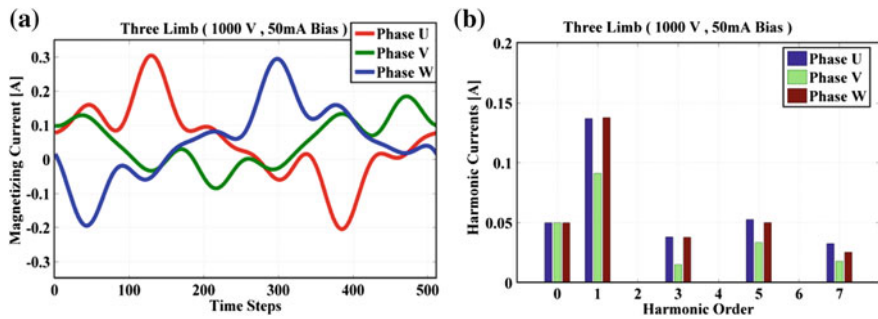 (a)
Three Limb ( 1000 V , 50mA Bias)
Magnetizing Current [A]
0.3
0.2
0.1
0
-0.1
-0.2
-0.3
Phase U
Phase V
Phase W
0 100 200 300 400 500
Time Steps
(b)
Three Limb ( 1000 V , 50mA Bias)
Harmonic Currents [A]
0.2
0.15
0.1
0.05
0
Phase U
Phase V
Phase W
0 1 2 3 4 5 6 7
Harmonic Order